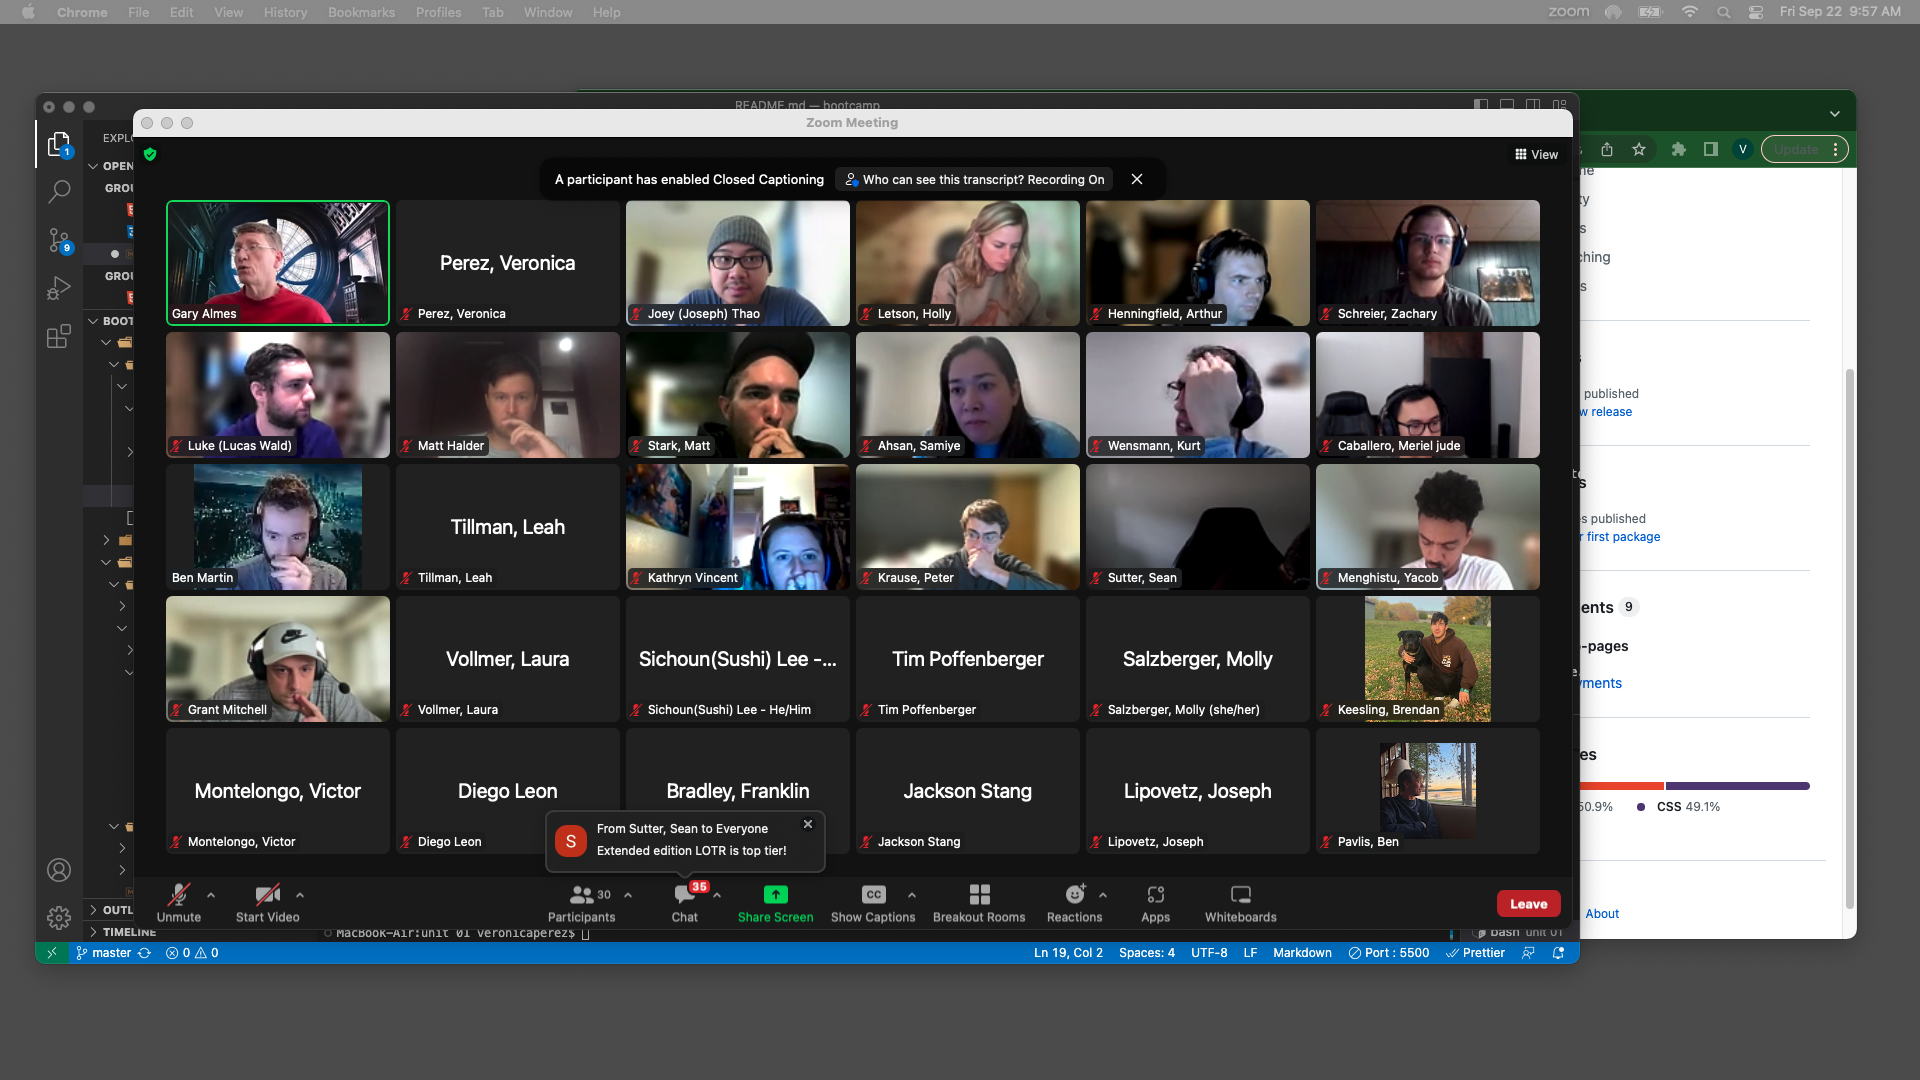 Chrome File Edit View History Bookmarks Profiles Tab Window Help
zoom Fri Sep 22 9:57 AM
README.md — bootcamp
Zoom Meeting
View
A participant has enabled Closed Captioning Who can see this transcript? Recording On
Gary Almes
Perez, Veronica
Perez, Veronica
Joey (Joseph) Thao
Letson, Holly
Henningfield, Arthur
Schreier, Zachary
Luke (Lucas Wald)
Matt Halder
Stark, Matt
Ahsan, Samiye
Wensmann, Kurt
Caballero, Meriel jude
Ben Martin
Tillman, Leah
Tillman, Leah
Kathryn Vincent
Krause, Peter
Sutter, Sean
Menghistu, Yacob
Grant Mitchell
Vollmer, Laura
Vollmer, Laura
Sichoun(Sushi) Lee -...
Sichoun(Sushi) Lee - He/Him
Tim Poffenberger
Tim Poffenberger
Salzberger, Molly
Salzberger, Molly (she/her)
Keesling, Brendan
Montelongo, Victor
Montelongo, Victor
Diego Leon
Diego Leon
Bradley, Franklin
Jackson Stang
Jackson Stang
Lipovetz, Joseph
Lipovetz, Joseph
Pavlis, Ben
S
From Sutter, Sean to Everyone
Extended edition LOTR is top tier!
Unmute
Start Video
30
Participants
35
Chat
Share Screen
CC
Show Captions
Breakout Rooms
Reactions
Apps
Whiteboards
Leave
EXPLO
OPEN
GROU
GROU
BOOT
OUTL
TIMELINE
1
9
MacBook-Air:unit 01 veronicaperez$
bash unit 01
master 0 0
Ln 19, Col 2 Spaces: 4 UTF-8 LF Markdown Port : 5500 Prettier
V
Update
ching
published
w release
s published
r first package
ents 9
-pages
ments
es
50.9% CSS 49.1%
About